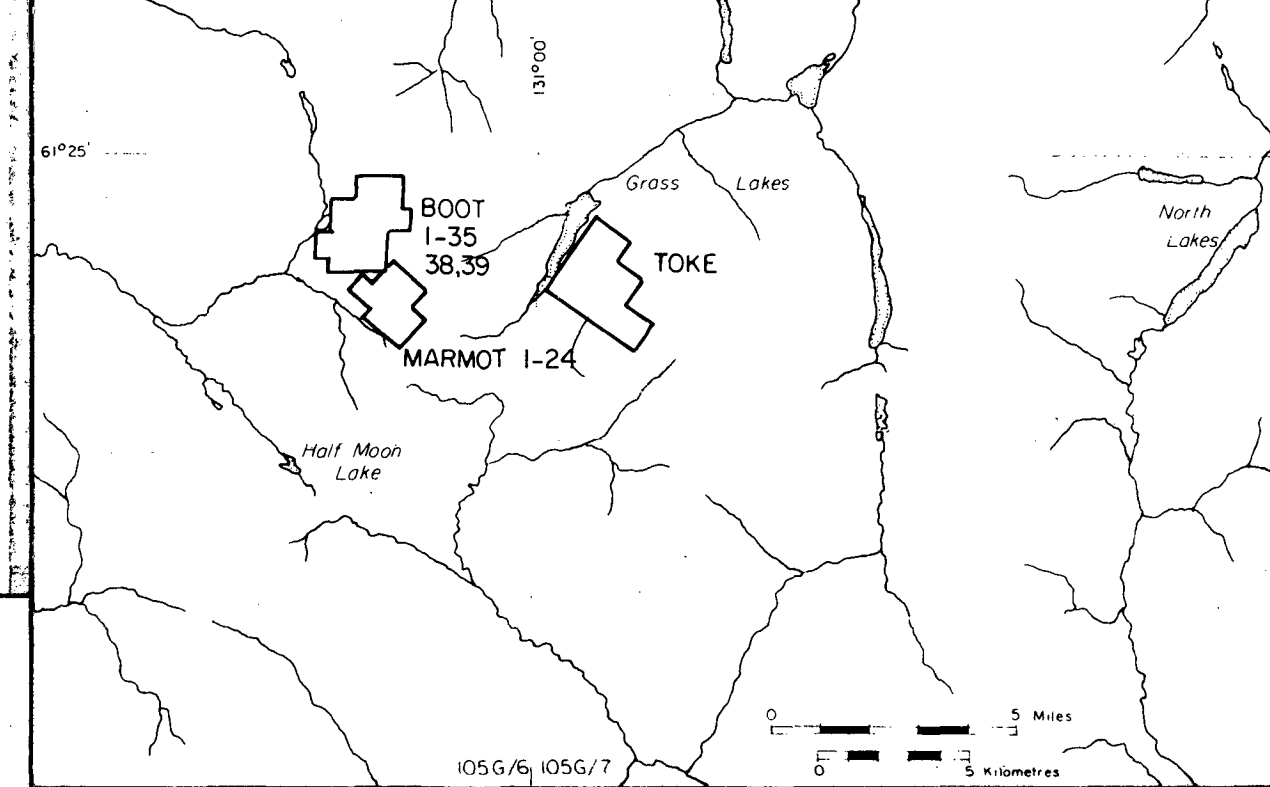 131°00'
61°25'
Grass Lakes
North
Lakes
BOOT
1-35
38,39
TOKE
MARMOT 1-24
Half Moon
Lake
0 5 Miles
105G/6 105G/7
0 5 Kilometres